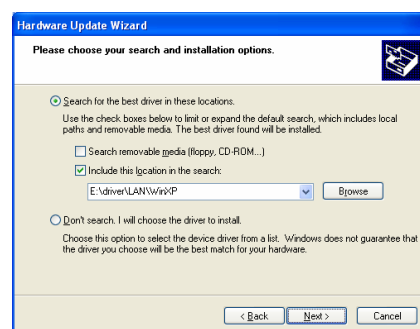 Hardware Update Wizard
Please choose your search and installation options.
Search for the best driver in these locations.
Use the check boxes below to limit or expand the default search, which includes local
paths and removable media. The best driver found will be installed.
Search removable media (floppy, CD-ROM...)
Include this location in the search:
E:\driver\LAN\WinXP
Browse
Don't search. I will choose the driver to install.
Choose this option to select the device driver from a list. Windows does not guarantee that
the driver you choose will be the best match for your hardware.
< Back
Next >
Cancel